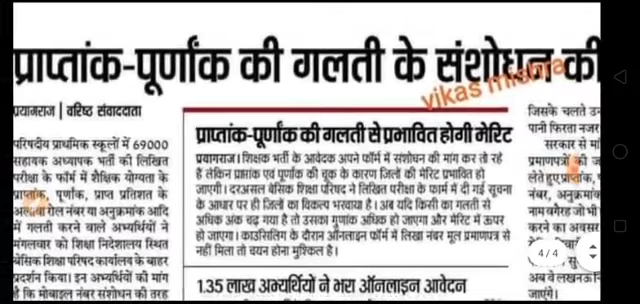 प्राप्तांक-पूर्णांक की गलती के संशोधन की
vikas mishra
प्रयागराज | वरिष्ठ संवाददाता
परिषदीय प्राथमिक स्कूलों में 69000
सहायक अध्यापक भर्ती की लिखित
परीक्षा के फॉर्म में शैक्षिक योग्यता के
प्राप्तांक, पूर्णांक, प्राप्त प्रतिशत के
अलावा रोल नंबर या अनुक्रमांक आदि
में गलती करने वाले अभ्यर्थियों ने
मंगलवार को शिक्षा निदेशालय स्थित
बेसिक शिक्षा परिषद कार्यालय के बाहर
प्रदर्शन किया। इन अभ्यर्थियों की मांग
है कि मोबाइल नंबर संशोधन की तरह
प्राप्तांक-पूर्णांक की गलती से प्रभावित होगी मेरिट
प्रयागराज। शिक्षक भर्ती के आवेदक अपने फॉर्म में संशोधन की मांग कर तो रहे
हैं लेकिन प्राप्तांक एवं पूर्णांक की चूक के कारण जिलों की मेरिट प्रभावित हो
जाएगी। दरअसल बेसिक शिक्षा परिषद ने लिखित परीक्षा के फार्म में दी गई सूचना
के आधार पर ही जिलों का विकल्प भरवाया है। अब यदि किसी का गलती से
अधिक अंक चढ़ गया है तो उसका गुणांक अधिक हो जाएगा और मेरिट में ऊपर
हो जाएगा। काउंसिलिंग के दौरान ऑनलाइन फॉर्म में लिखा नंबर मूल प्रमाणपत्र से
नहीं मिला तो चयन होना मुश्किल है।
1.35 लाख अभ्यर्थियों ने भरा ऑनलाइन आवेदन
जिसके चलते उन
पानी फिरता नजर
सरकार से मां
प्रमाणपत्रों की ज
लेते हुए प्राप्तांक,
नंबर, अनुक्रमांक
नाम वगैरह जो भी
करने का अवसर
4/4
अब वे लखनऊ नि
जाएंगे।